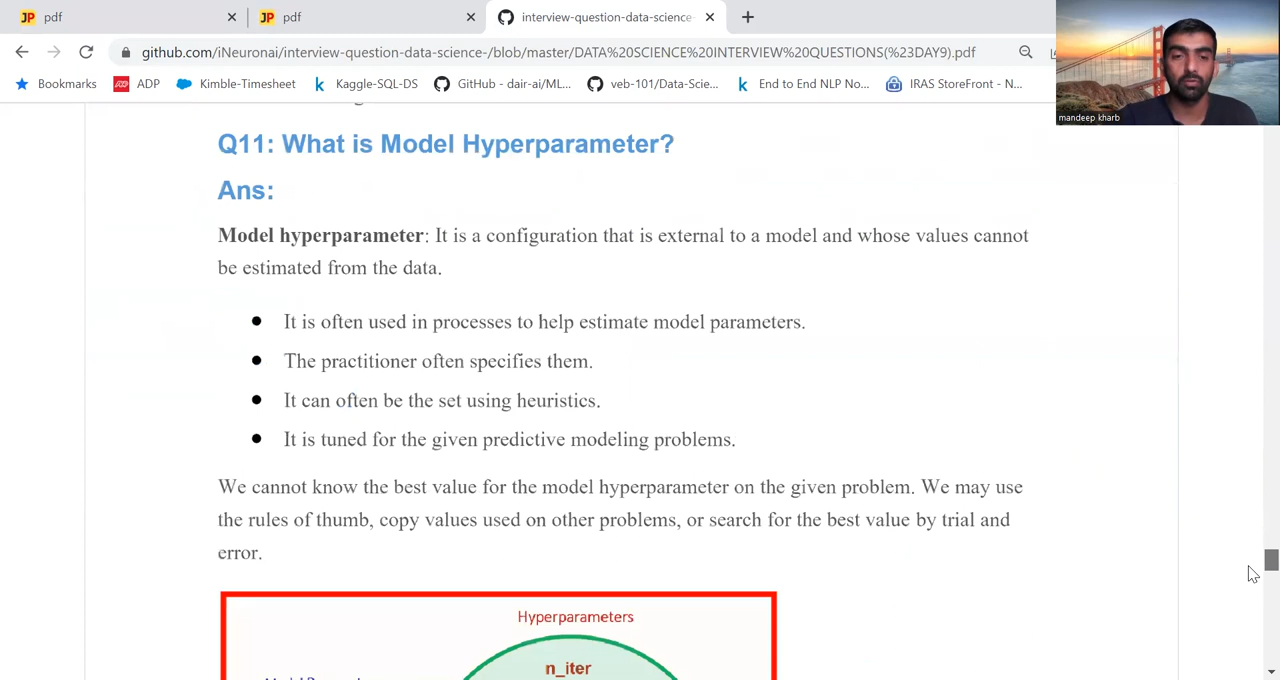 JP pdf
JP pdf
interview-question-data-science-
github.com/iNeuronai/interview-question-data-science-/blob/master/DATA%20SCIENCE%20INTERVIEW%20QUESTIONS(%23DAY9).pdf
Bookmarks
ADP
Kimble-Timesheet
k Kaggle-SQL-DS
GitHub - dair-ai/ML...
veb-101/Data-Scie...
k End to End NLP No...
IRAS StoreFront - N...
mandeep kharb
Q11: What is Model Hyperparameter?
Ans:
Model hyperparameter: It is a configuration that is external to a model and whose values cannot
be estimated from the data.
● It is often used in processes to help estimate model parameters.
● The practitioner often specifies them.
● It can often be the set using heuristics.
● It is tuned for the given predictive modeling problems.
We cannot know the best value for the model hyperparameter on the given problem. We may use
the rules of thumb, copy values used on other problems, or search for the best value by trial and
error.
Hyperparameters
n_iter